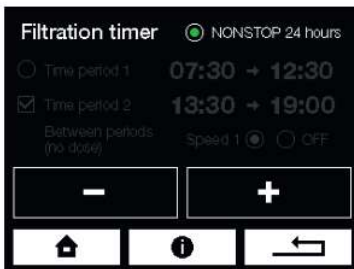 Filtration timer NONSTOP 24 hours
Time period 1 07:30 → 12:30
Time period 2 13:30 → 19:00
Between periods Speed 1 OFF
(no dose)
− +
i